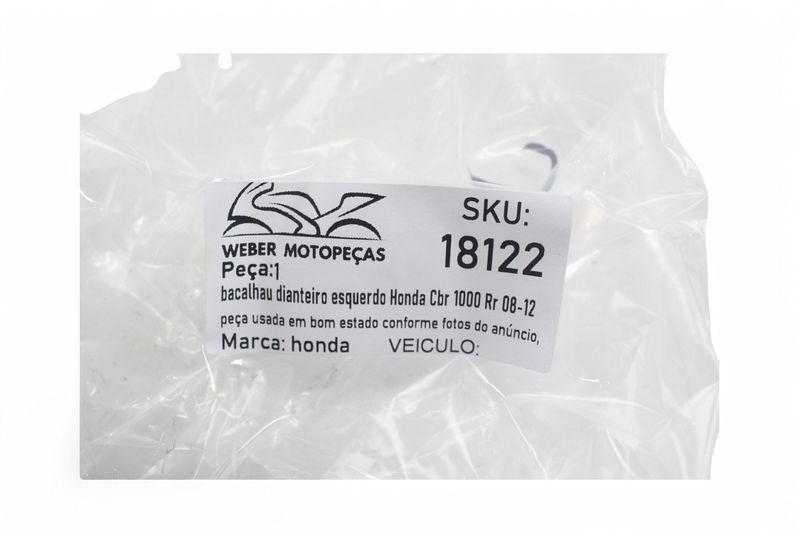 WEBER MOTOPEÇAS
SKU:
18122
Peça:1
bacalhau dianteiro esquerdo Honda Cbr 1000 Rr 08-12
peça usada em bom estado conforme fotos do anúncio,
Marca: honda VEICULO: